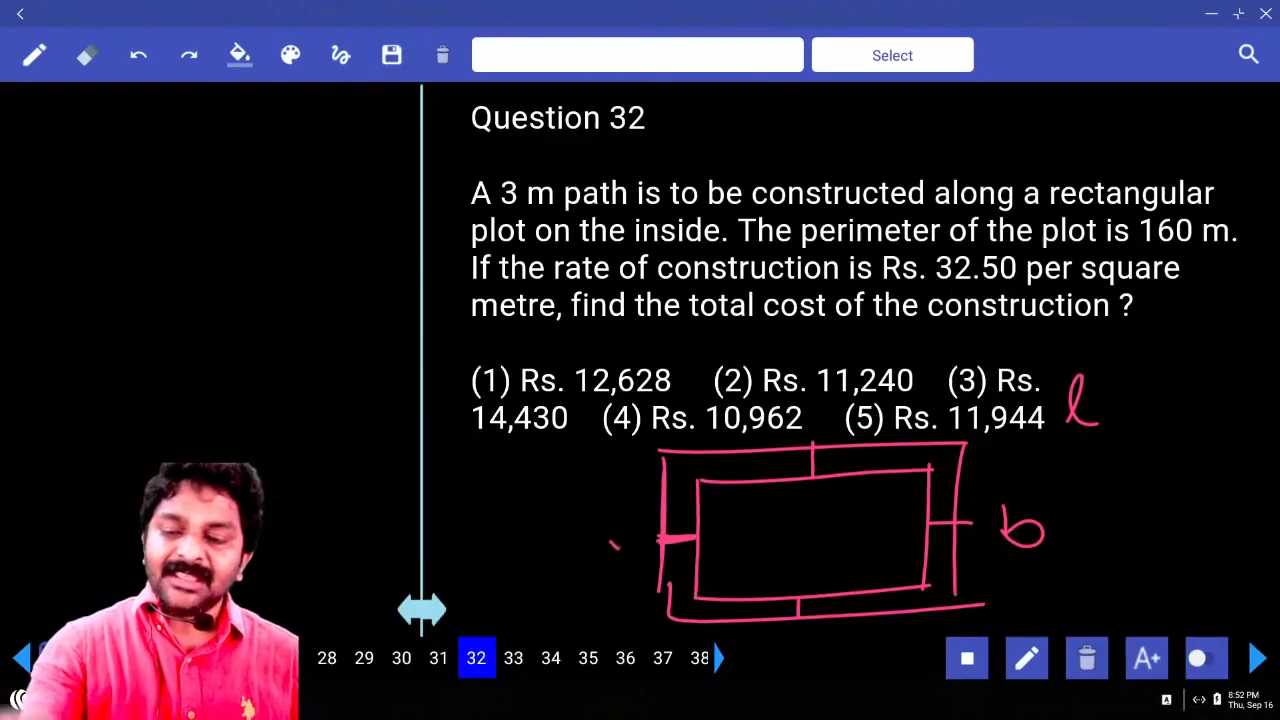 Select
Question 32
A 3 m path is to be constructed along a rectangular
plot on the inside. The perimeter of the plot is 160 m.
If the rate of construction is Rs. 32.50 per square
metre, find the total cost of the construction ?
(1) Rs. 12,628 (2) Rs. 11,240 (3) Rs.
14,430 (4) Rs. 10,962 (5) Rs. 11,944
l
b
28 29 30 31 32 33 34 35 36 37 38
A+
A
8:52 PM
Thu, Sep 16